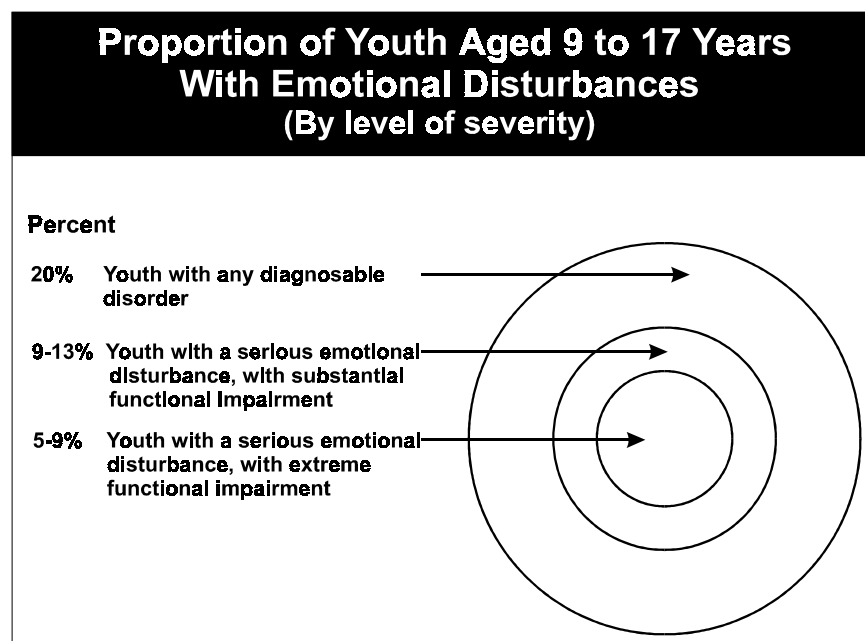 Proportion of Youth Aged 9 to 17 Years
With Emotional Disturbances
(By level of severity)
Percent
20% Youth with any diagnosable
disorder
9-13% Youth with a serious emotional
disturbance, with substantial
functional Impairment
5-9% Youth with a serious emotional
disturbance, with extreme
functional impairment